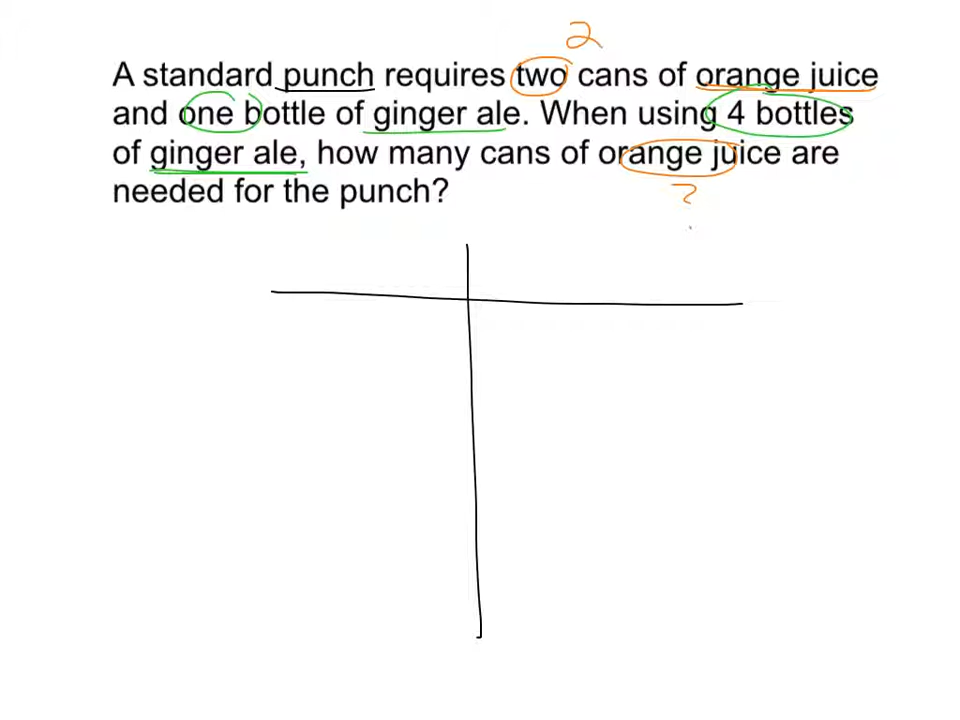 2
A standard punch requires two cans of orange juice
and one bottle of ginger ale. When using 4 bottles
of ginger ale, how many cans of orange juice are
needed for the punch?
?